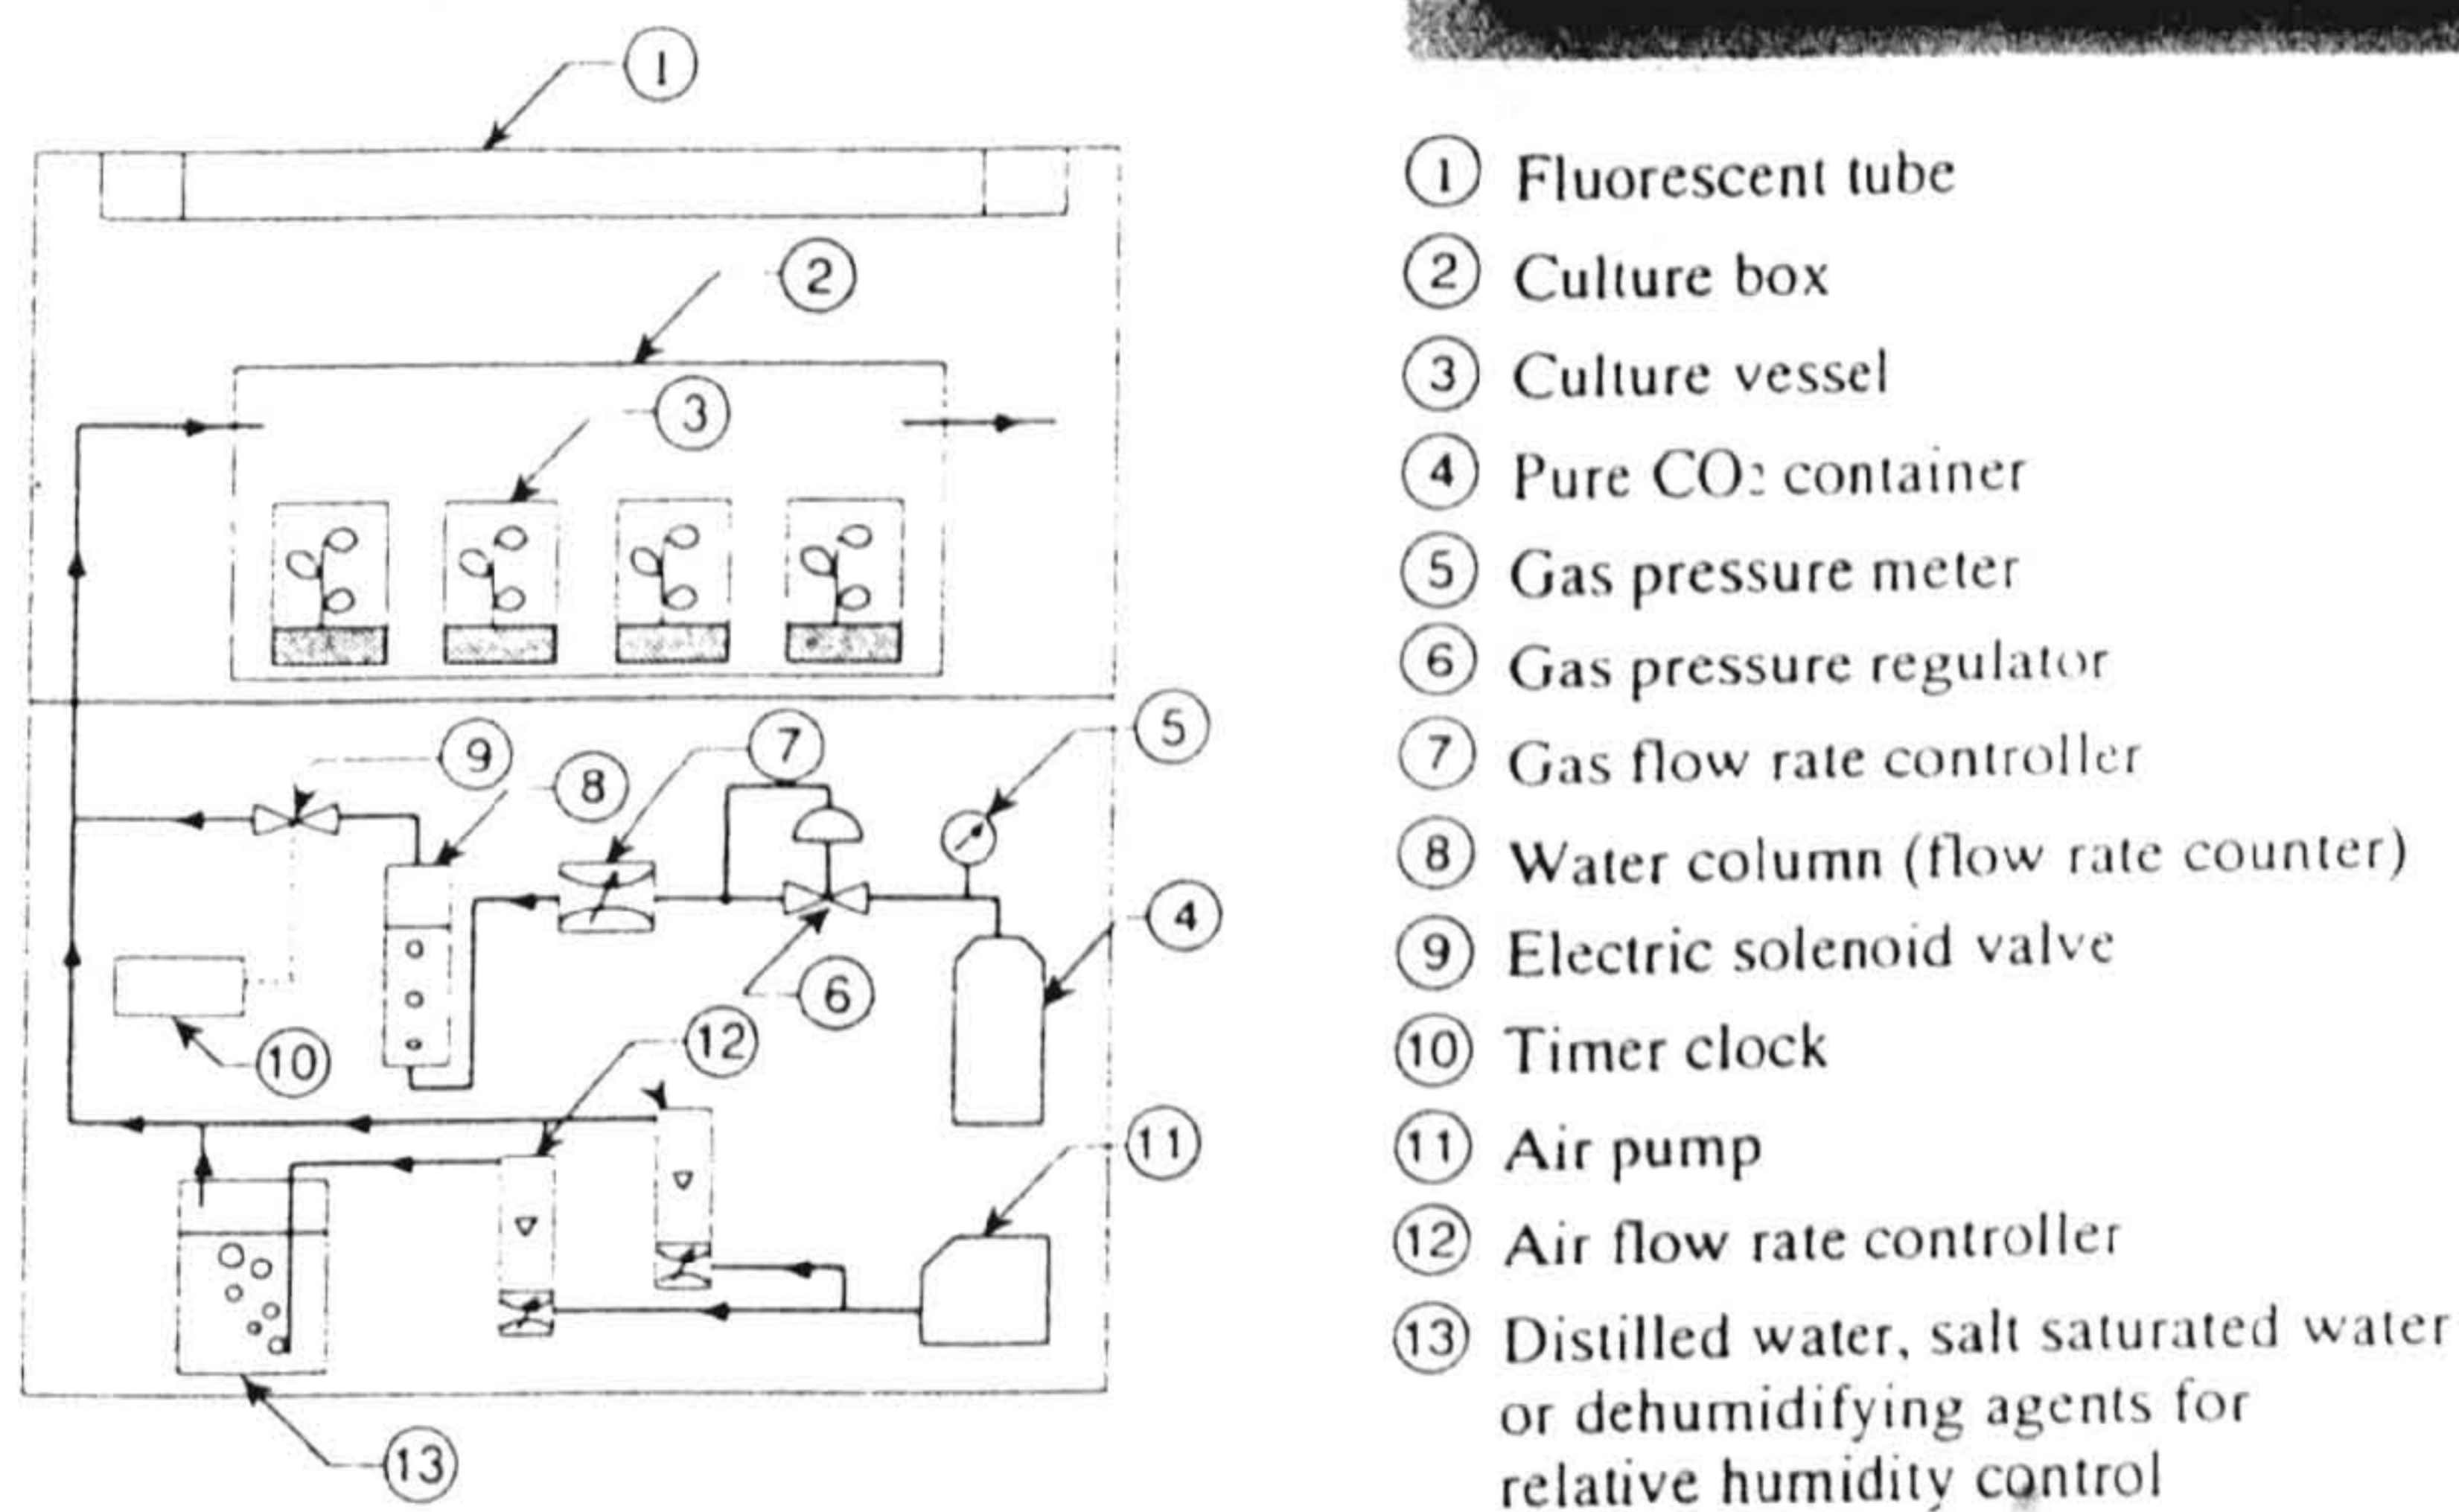 1
2
3
9
8
7
5
4
6
12
10
11
13
1 Fluorescent tube
2 Culture box
3 Culture vessel
4 Pure CO₂ container
5 Gas pressure meter
6 Gas pressure regulator
7 Gas flow rate controller
8 Water column (flow rate counter)
9 Electric solenoid valve
10 Timer clock
11 Air pump
12 Air flow rate controller
13 Distilled water, salt saturated water
or dehumidifying agents for
relative humidity control